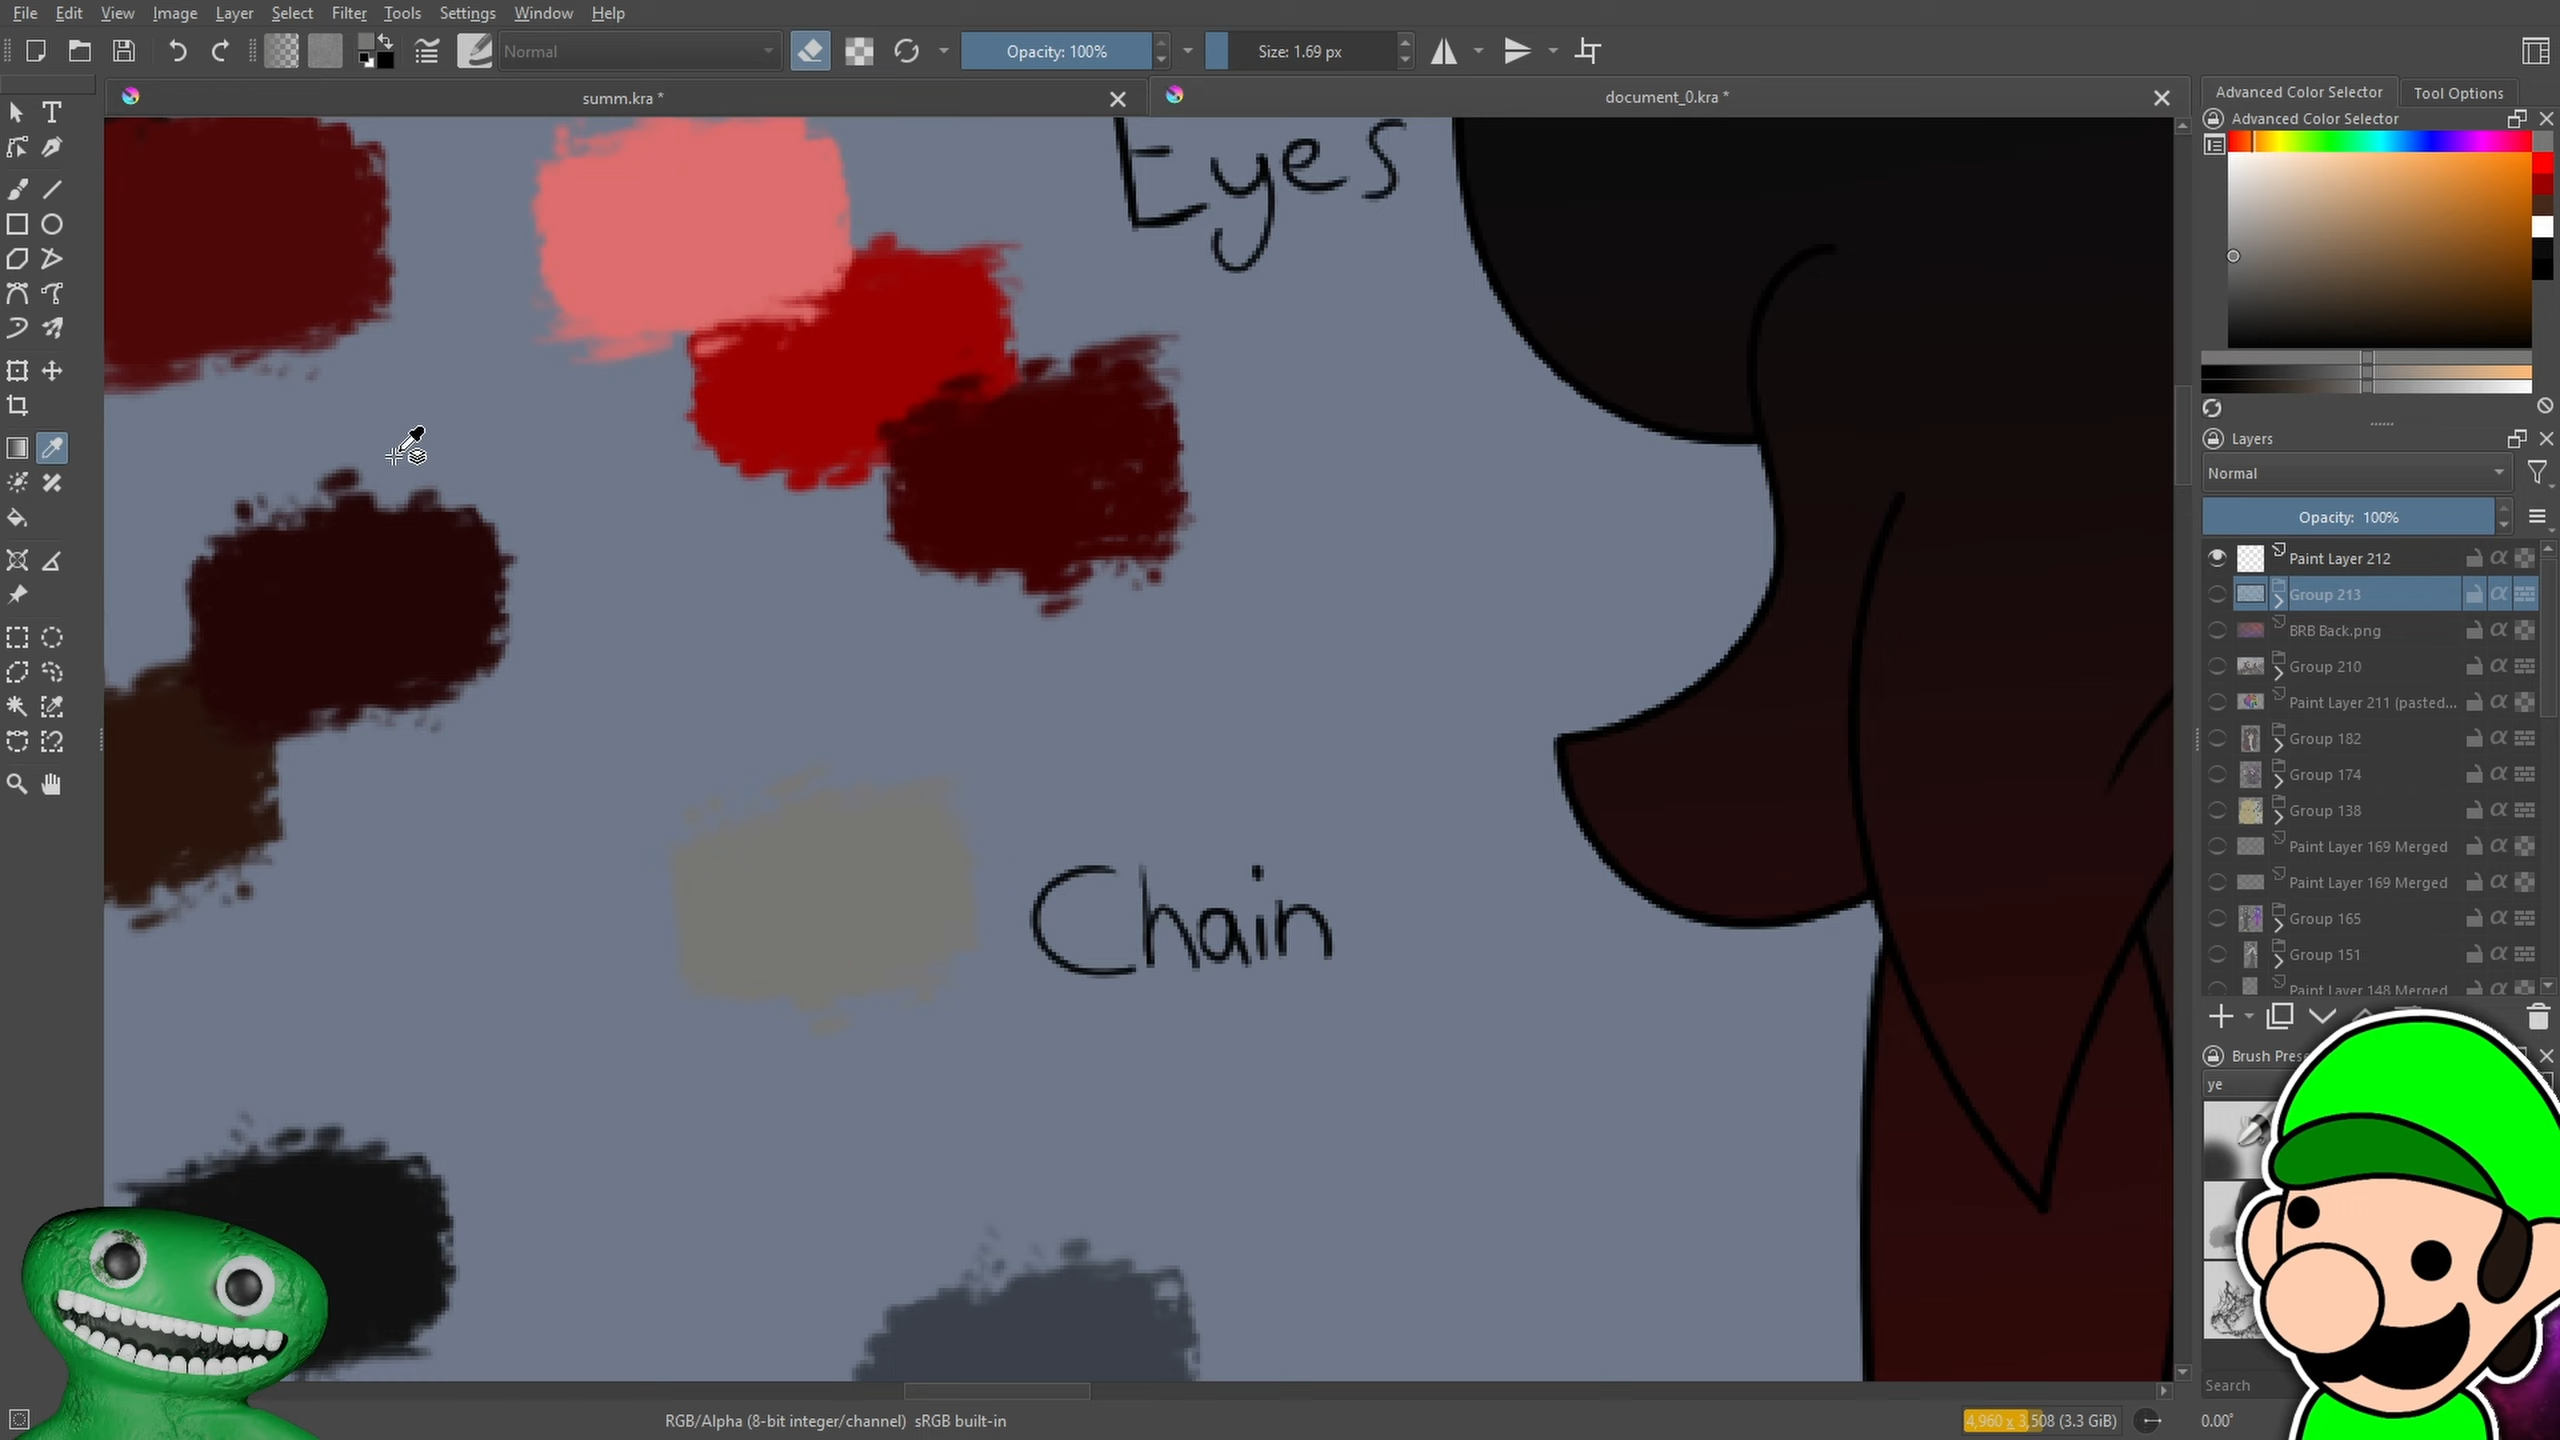 File Edit View Image Layer Select Filter Tools Settings Window Help
Normal
Opacity: 100%
Size: 1.69 px
summ.kra *
document_0.kra *
Advanced Color Selector
Tool Options
Advanced Color Selector
Eyes
Chain
Layers
Normal
Opacity: 100%
Paint Layer 212
Group 213
BRB Back.png
Group 210
Paint Layer 211 (pasted...
Group 182
Group 174
Group 138
Paint Layer 169 Merged
Paint Layer 169 Merged
Group 165
Group 151
Paint Layer 148 Merged
Brush Prese
ye
Search
RGB/Alpha (8-bit integer/channel) sRGB built-in
4,960 x 3,508 (3.3 GiB)
0.00°